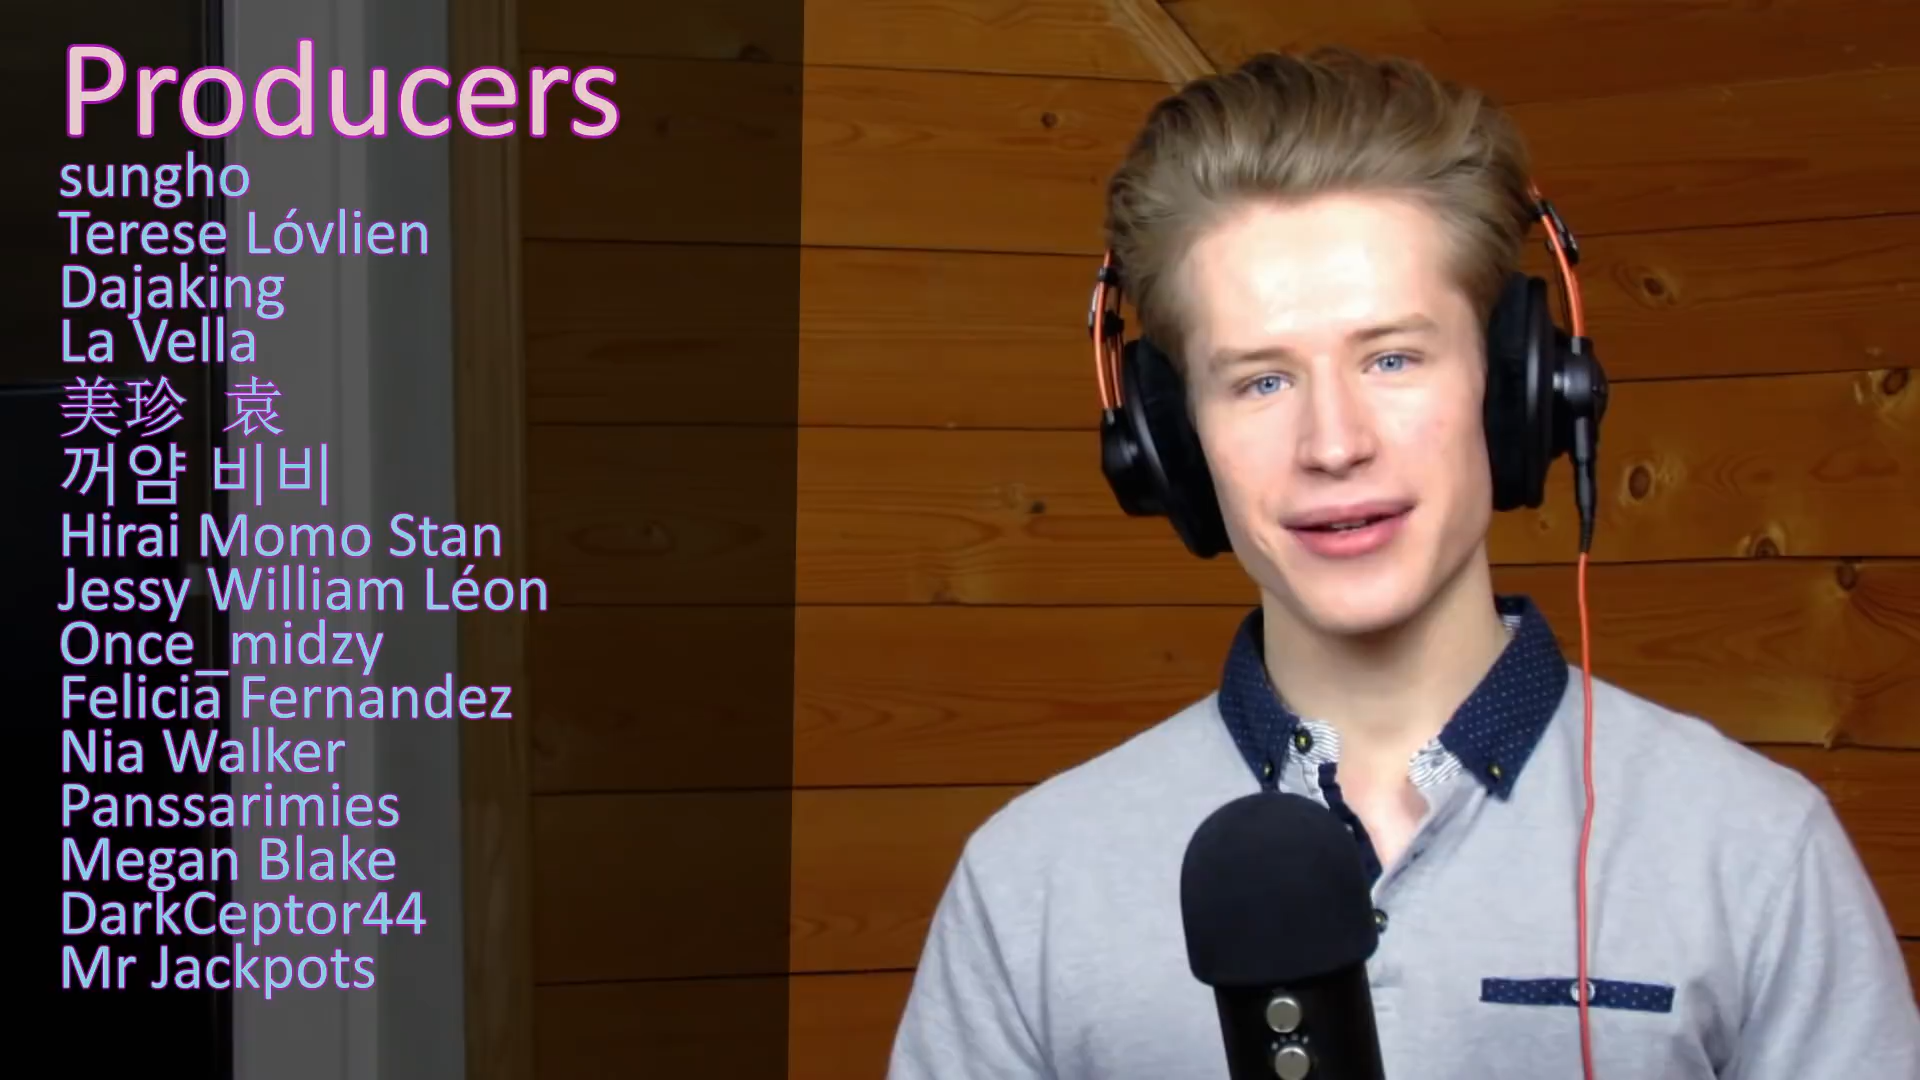 Producers
sungho
Terese Lóvlien
Dajaking
La Vella
美珍 袁
꺼얌 비비
Hirai Momo Stan
Jessy William Léon
Once_midzy
Felicia Fernandez
Nia Walker
Panssarimies
Megan Blake
DarkCeptor44
Mr Jackpots